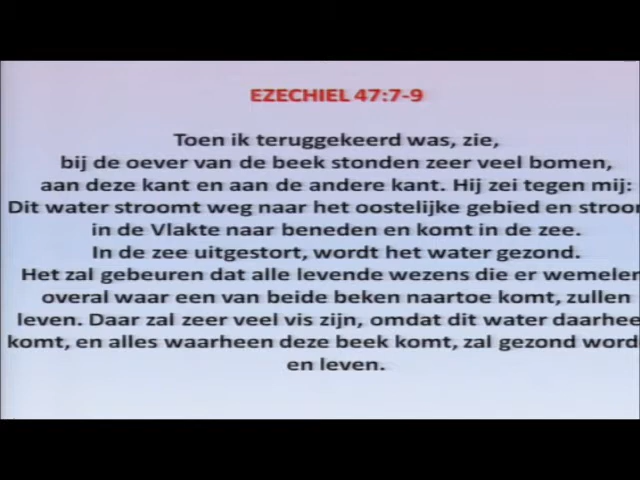 EZECHIEL 47:7-9
Toen ik teruggekeerd was, zie,
bij de oever van de beek stonden zeer veel bomen,
aan deze kant en aan de andere kant. Hij zei tegen mij:
Dit water stroomt weg naar het oostelijke gebied en stroom
in de Vlakte naar beneden en komt in de zee.
In de zee uitgestort, wordt het water gezond.
Het zal gebeuren dat alle levende wezens die er wemelen
overal waar een van beide beken naartoe komt, zullen
leven. Daar zal zeer veel vis zijn, omdat dit water daarhee
komt, en alles waarheen deze beek komt, zal gezond word
en leven.